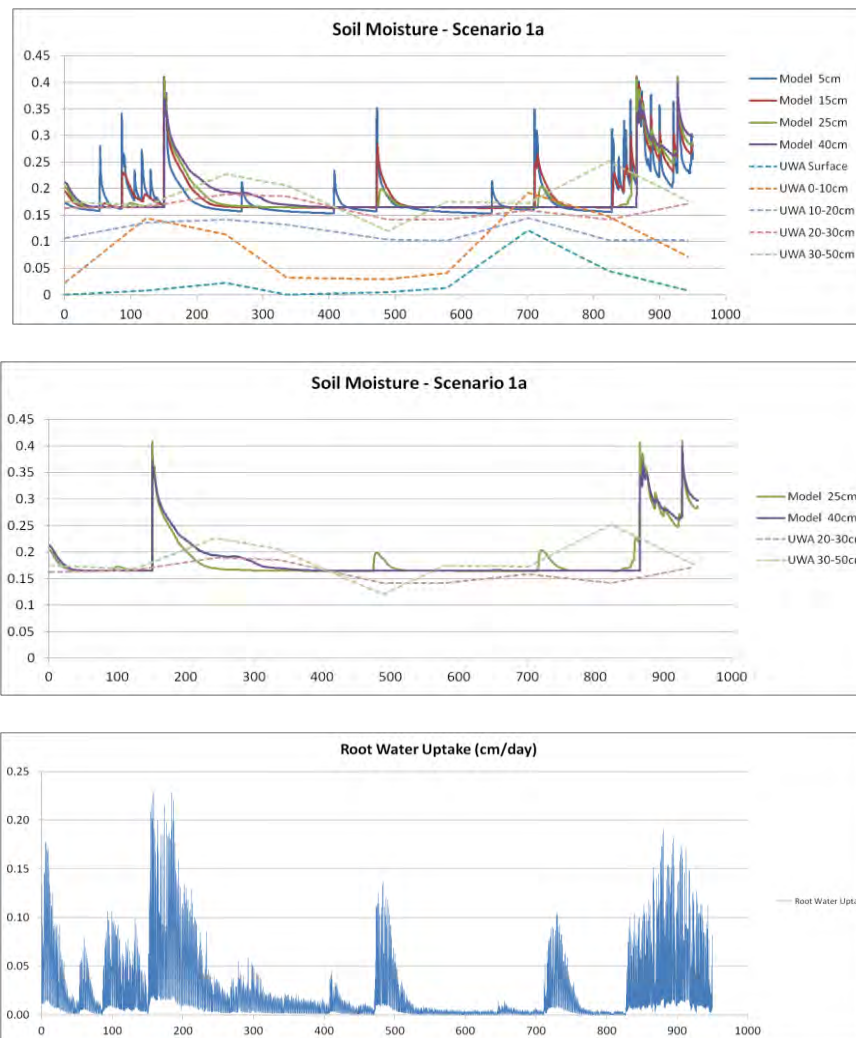 Soil Moisture - Scenario 1a
0.45
0.4
0.35
0.3
0.25
0.2
0.15
0.1
0.05
0
0 100 200 300 400 500 600 700 800 900 1000
Model 5cm
Model 15cm
Model 25cm
Model 40cm
UWA Surface
UWA 0-10cm
UWA 10-20cm
UWA 20-30cm
UWA 30-50cm
Soil Moisture - Scenario 1a
0.45
0.4
0.35
0.3
0.25
0.2
0.15
0.1
0.05
0
0 100 200 300 400 500 600 700 800 900 1000
Model 25cm
Model 40cm
UWA 20-30cm
UWA 30-50cm
Root Water Uptake (cm/day)
0.25
0.20
0.15
0.10
0.05
0.00
0 100 200 300 400 500 600 700 800 900 1000
Root Water Upta